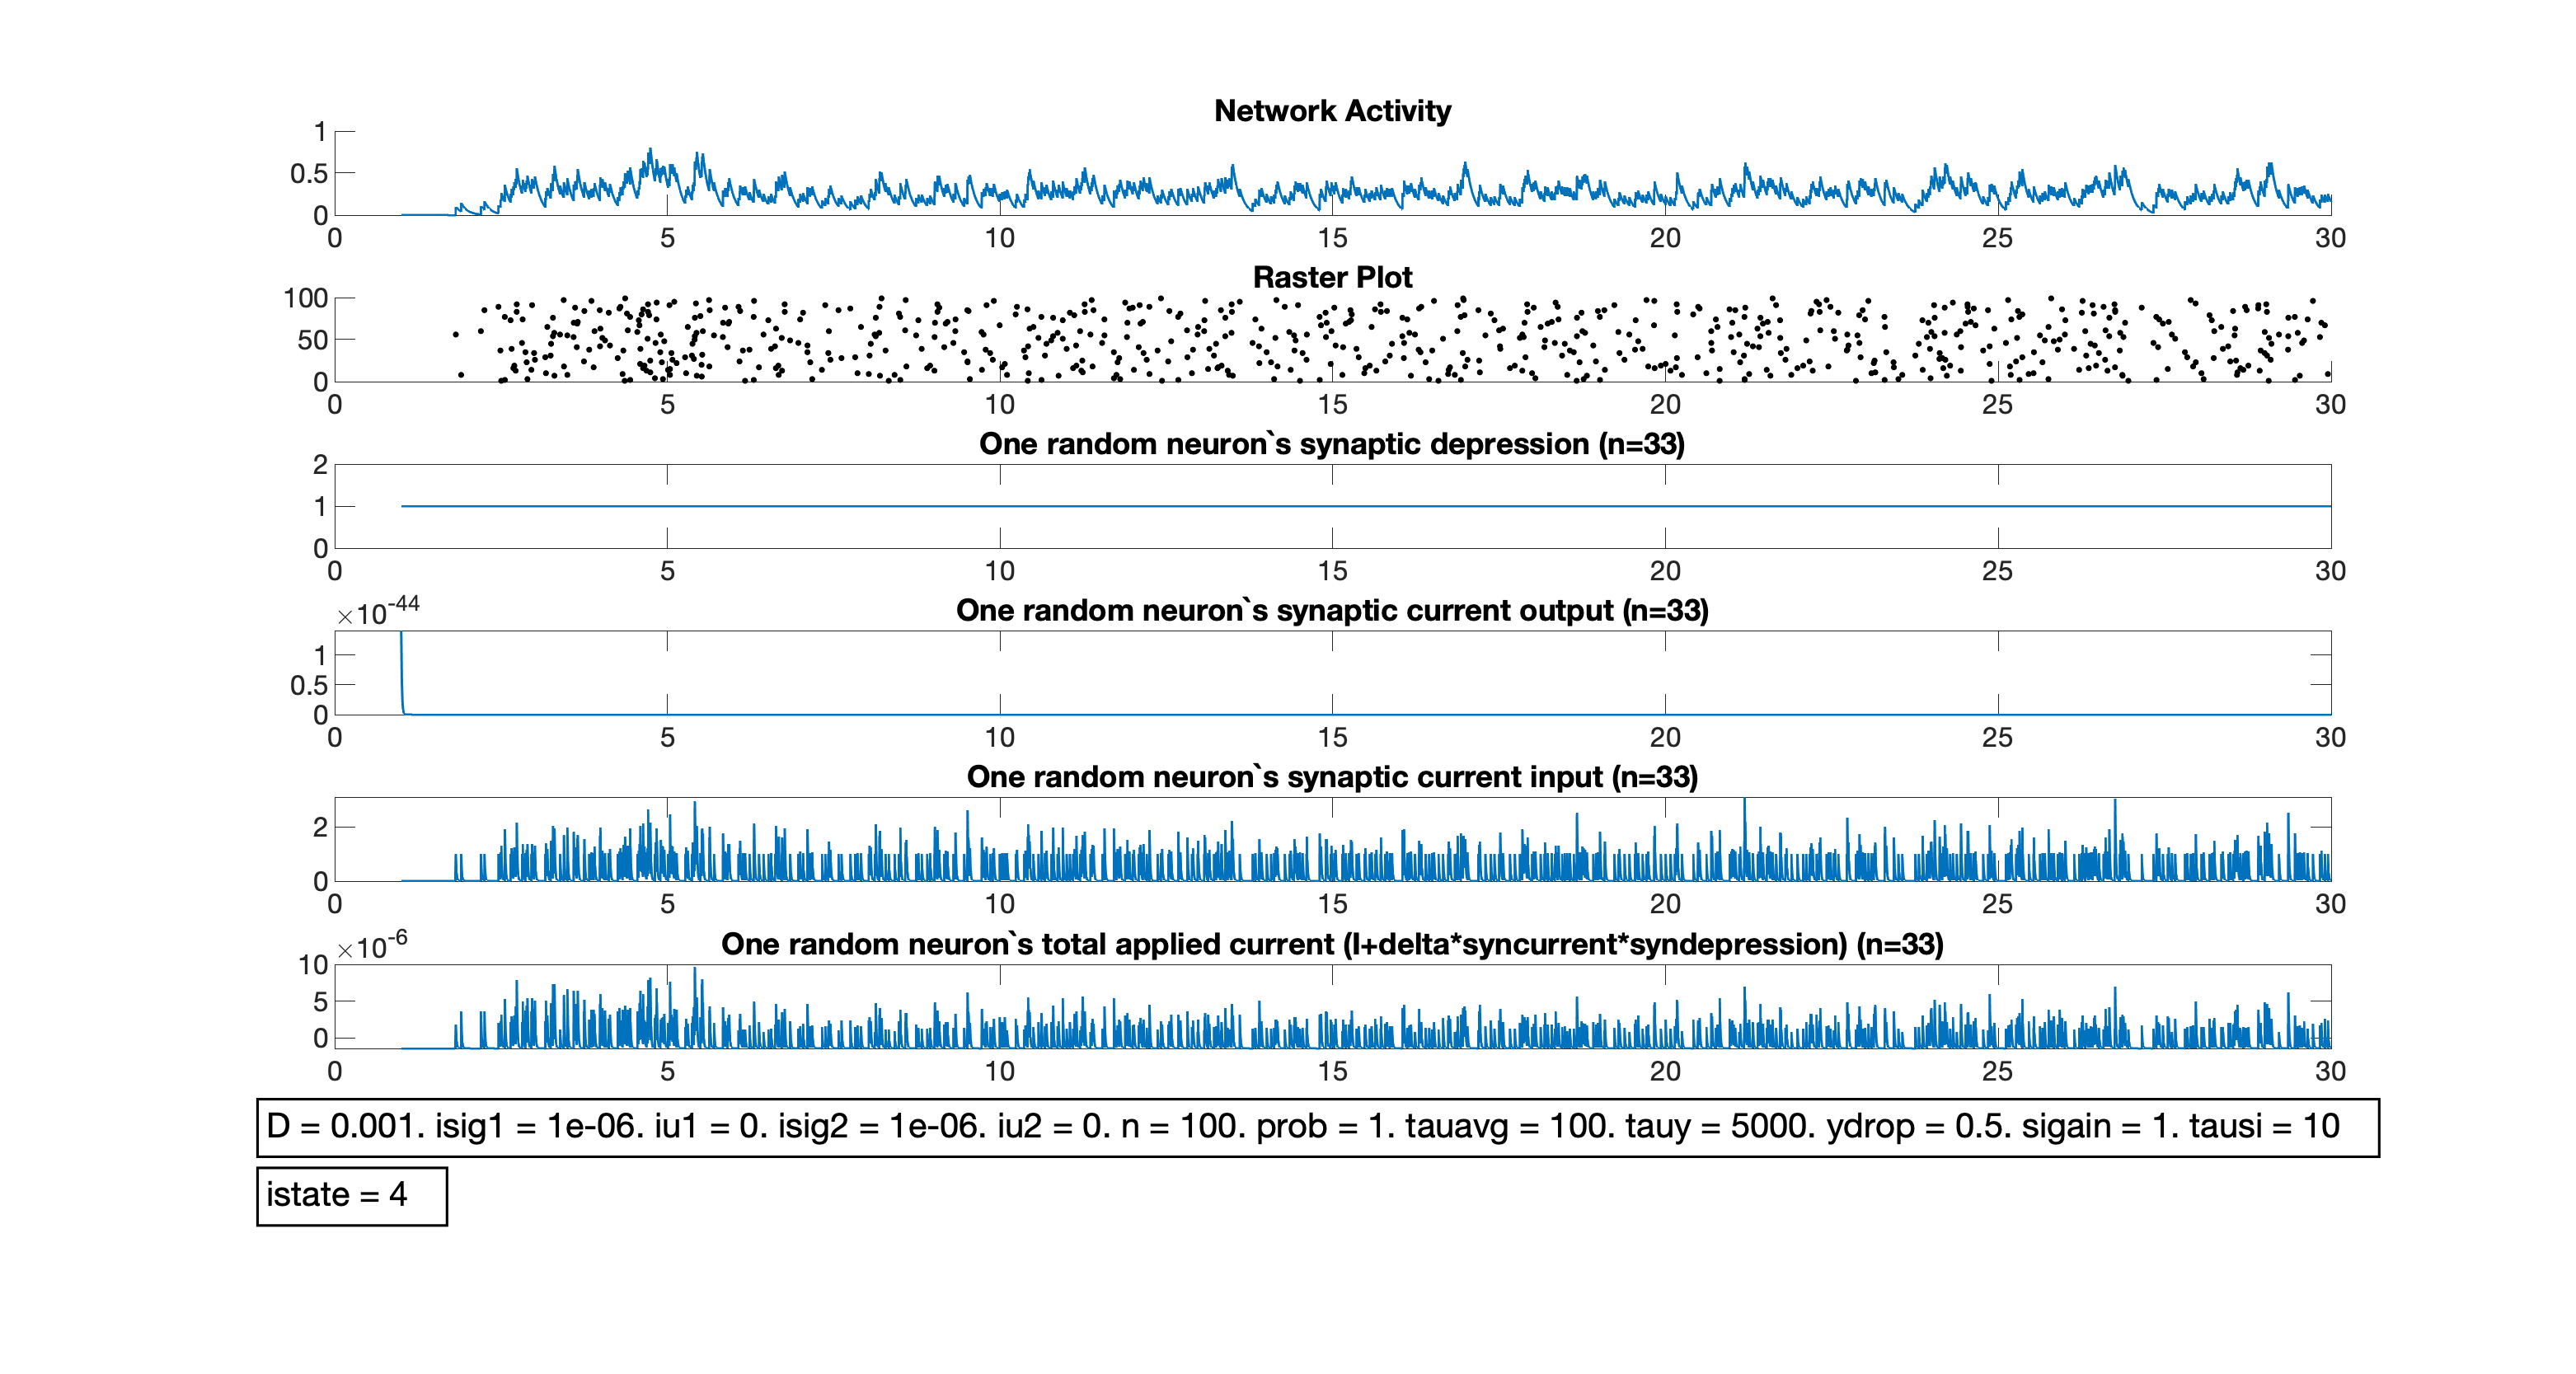 Network Activity
1
0.5
0
0 5 10 15 20 25 30
Raster Plot
100
50
0
0 5 10 15 20 25 30
One random neuron`s synaptic depression (n=33)
2
1
0
0 5 10 15 20 25 30
×10-44
One random neuron`s synaptic current output (n=33)
1
0.5
0
0 5 10 15 20 25 30
One random neuron`s synaptic current input (n=33)
2
0
0 5 10 15 20 25 30
×10-6
One random neuron`s total applied current (I+delta*syncurrent*syndepression) (n=33)
10
5
0
0 5 10 15 20 25 30
D = 0.001. isig1 = 1e-06. iu1 = 0. isig2 = 1e-06. iu2 = 0. n = 100. prob = 1. tauavg = 100. tauy = 5000. ydrop = 0.5. sigain = 1. tausi = 10
istate = 4